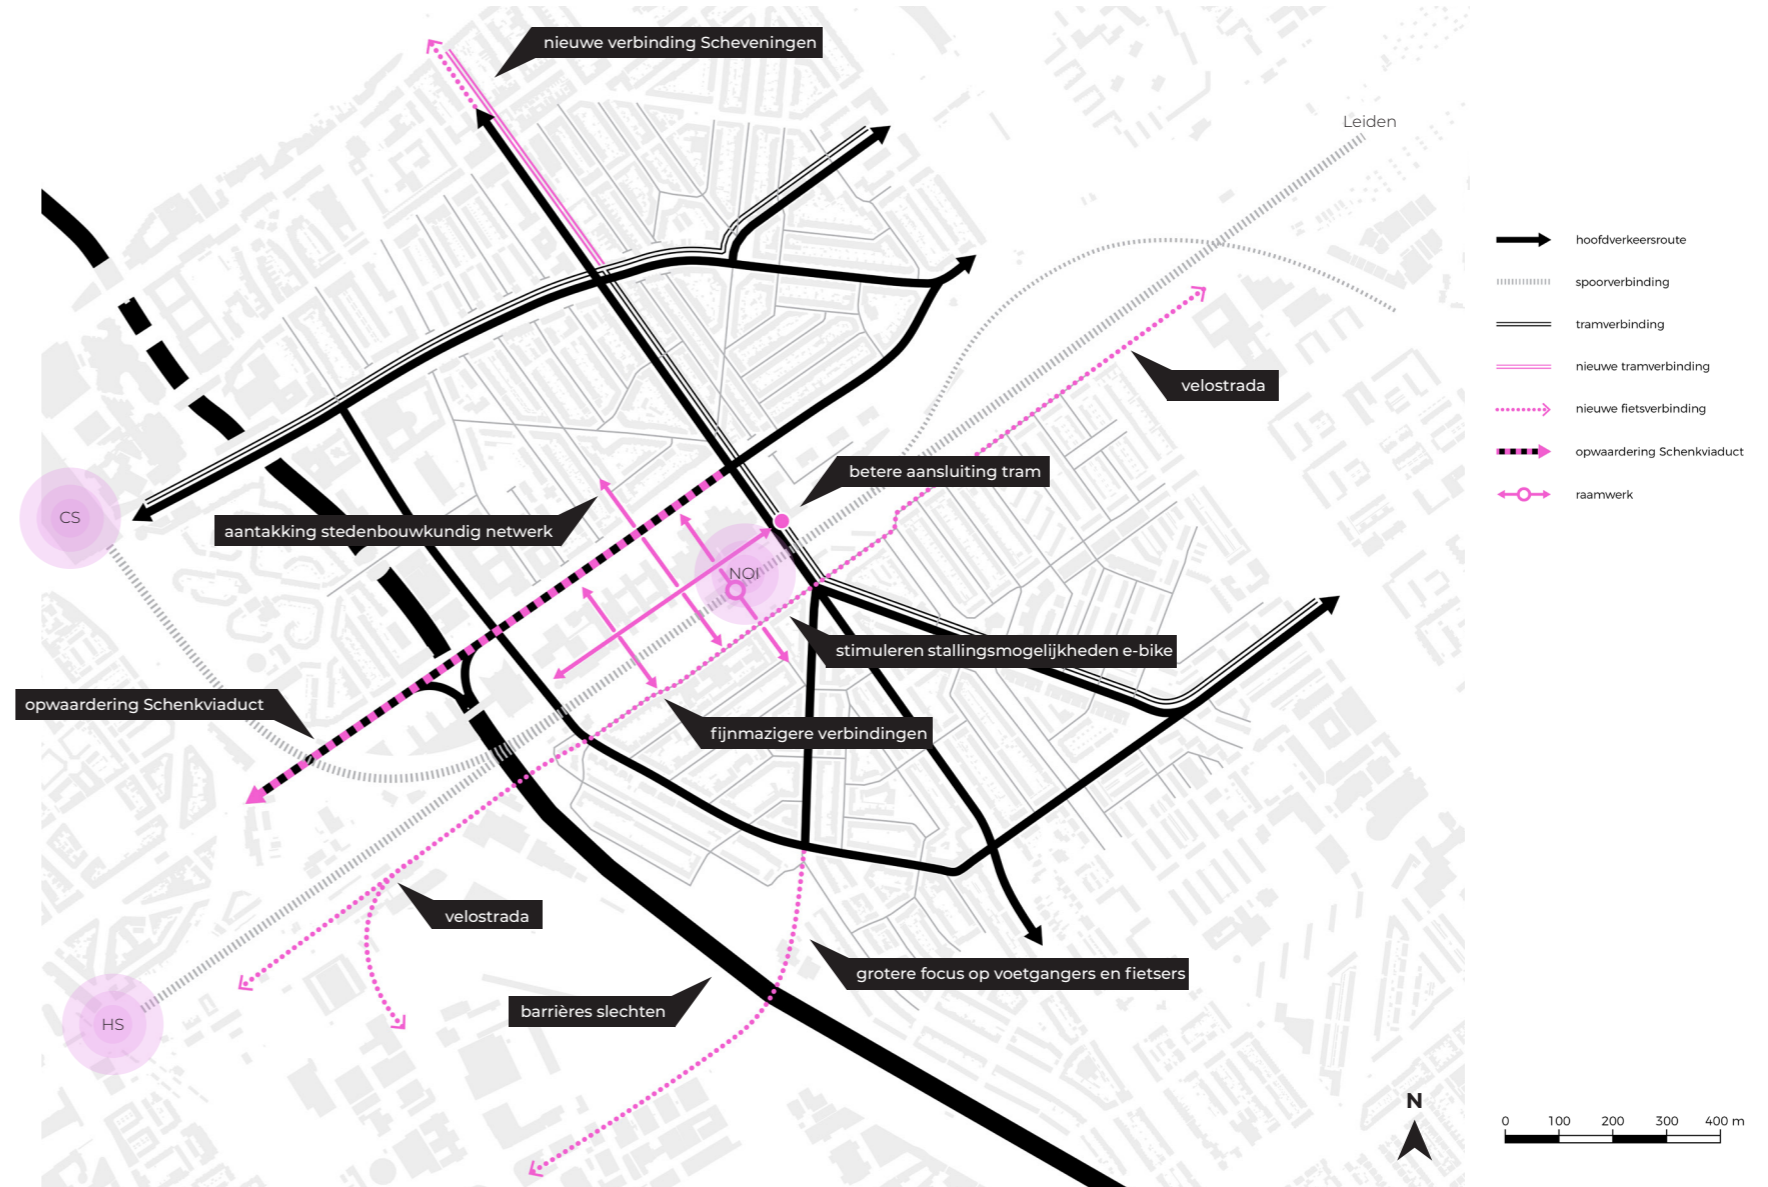 nieuwe verbinding Scheveningen
Leiden
hoofdverkeersroute
spoorverbinding
tramverbinding
nieuwe tramverbinding
nieuwe fietsverbinding
opwaardering Schenkviaduct
raamwerk
velostrada
betere aansluiting tram
CS
aantakking stedenbouwkundig netwerk
NOI
stimuleren stallingsmogelijkheden e-bike
opwaardering Schenkviaduct
fijnmazigere verbindingen
velostrada
grotere focus op voetgangers en fietsers
barrières slechten
HS
N
0 100 200 300 400 m